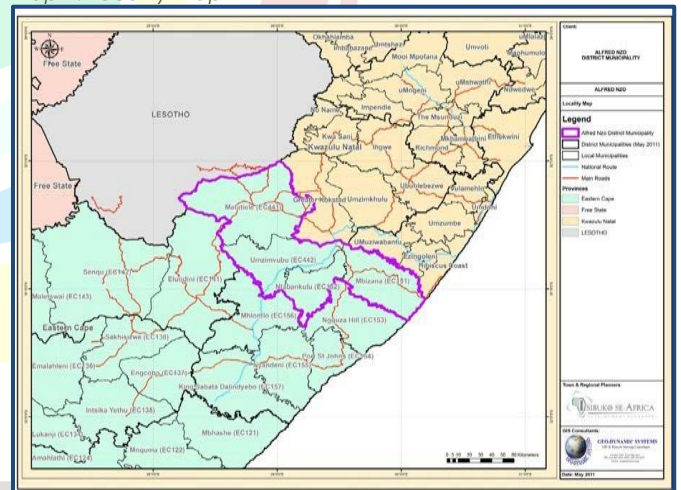 Okhahlamba
Umtshezi
Umvoti
Maphumulo
Mooi Mpofana
Free State
uMshwathi
Ndwedwe
uMngeni
Impendle
LESOTHO
The Msunduzi
Kwa Sani
Mkhambathini
Ethekwini
Kwazulu Natal
Ingwe
Richmond
Free State
Ubuhlebezwe
Vulamehlo
Greater Kokstad
Umzimkhulu
Umdoni
Matatiele (EC441)
Umzumbe
UMuziwabantu
Ezingoleni
Umzimvubu (EC442)
Hibiscus Coast
Senqu (EC142)
Elundini (EC141)
Mbizana (EC151)
Maletswai (EC143)
Mhlontlo (EC156)
Ngquza Hill (EC153)
Eastern Cape
Sakhisizwe (EC138)
Port St Johns (EC154)
Emalahleni (EC136)
Engcobo (EC137)
Nyandeni (EC155)
King Sabata Dalindyebo (EC157)
Intsika Yethu (EC135)
Mbhashe (EC121)
Lukanji (EC134)
Mnquma (EC122)
Amahlathi (EC124)
Kilometers
Client:
ALFRED NZO
DISTRICT MUNICIPALITY
ALFRED NZO
Locality Map
Legend
Alfred Nzo District Municipality
District Municipalities (May 2011)
Local Municipalities
National Route
Main Roads
Provinces
Eastern Cape
Free State
Kwazulu Natal
LESOTHO
Town & Regional Planners:
ISIBUKO SE AFRICA
GIS Consultants:
GEO-DYNAMIC SYSTEMS
Date: May 2011